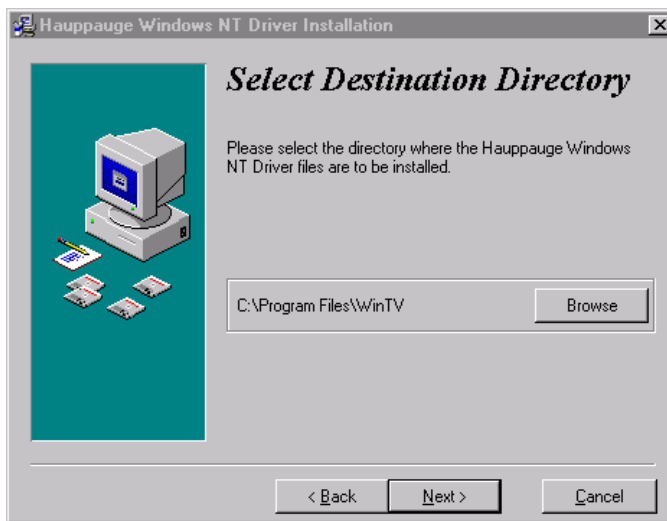 Hauppauge Windows NT Driver Installation
Select Destination Directory
Please select the directory where the Hauppauge Windows
NT Driver files are to be installed.
C:\Program Files\WinTV
Browse
< Back
Next >
Cancel